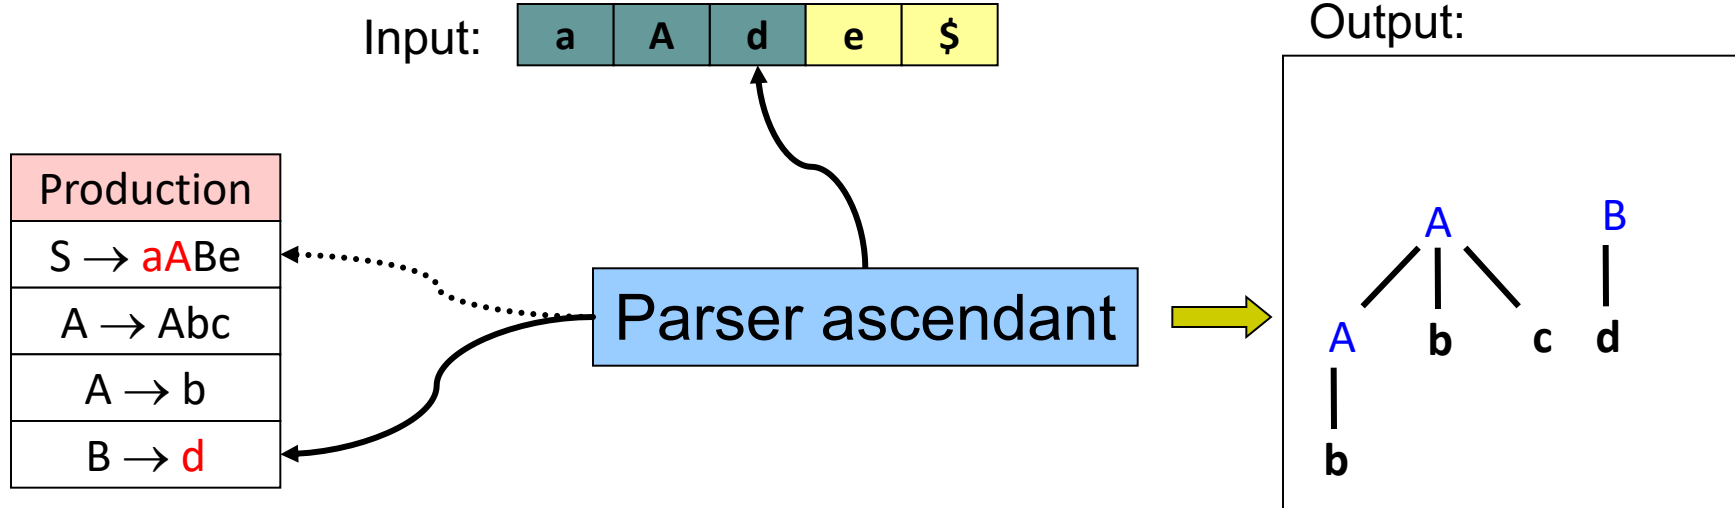 Input: a A d e $
Output:
Production
S → aABe
A → Abc
A → b
B → d
Parser ascendant
A B
A b c d
b